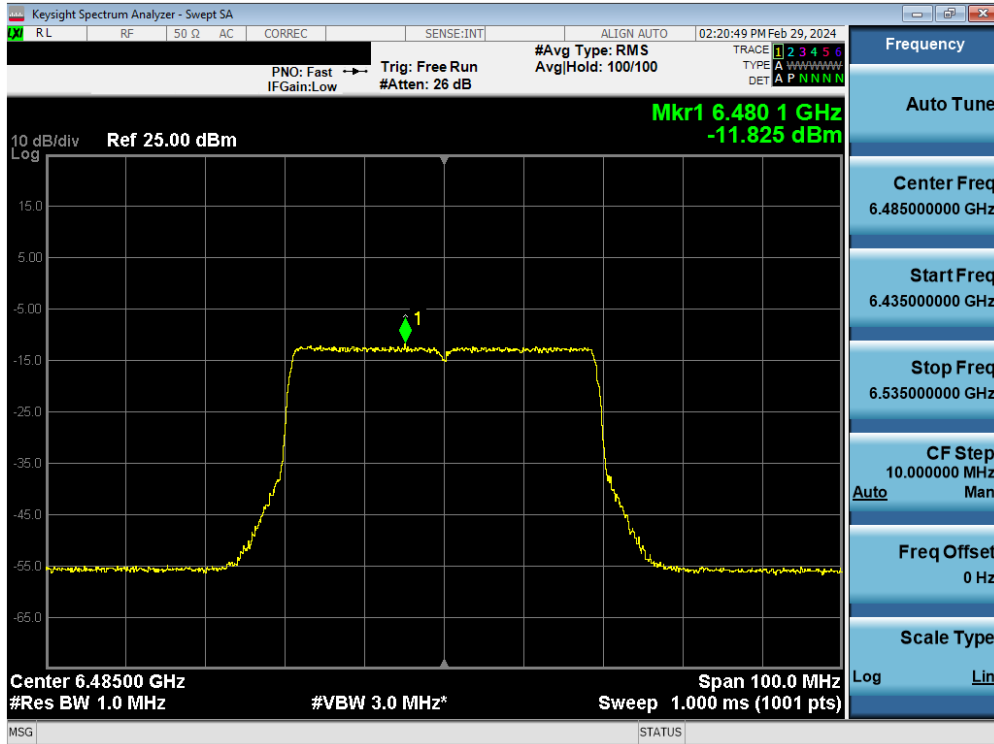 Keysight Spectrum Analyzer - Swept SA
LXI RL RF 50 Ω AC CORREC SENSE:INT ALIGN AUTO 02:20:49 PM Feb 29, 2024
PNO: Fast
IFGain:Low
Trig: Free Run
#Atten: 26 dB
#Avg Type: RMS
Avg|Hold: 100/100
TRACE 1 2 3 4 5 6
TYPE A WWWWW
DET A P N N N N
Mkr1 6.480 1 GHz
-11.825 dBm
10 dB/div Ref 25.00 dBm
Log
15.0
5.00
-5.00
1
-15.0
-25.0
-35.0
-45.0
-55.0
-65.0
Center 6.48500 GHz Span 100.0 MHz
#Res BW 1.0 MHz #VBW 3.0 MHz* Sweep 1.000 ms (1001 pts)
MSG STATUS
Frequency
Auto Tune
Center Freq
6.485000000 GHz
Start Freq
6.435000000 GHz
Stop Freq
6.535000000 GHz
CF Step
10.000000 MHz
Auto Man
Freq Offset
0 Hz
Scale Type
Log Lin